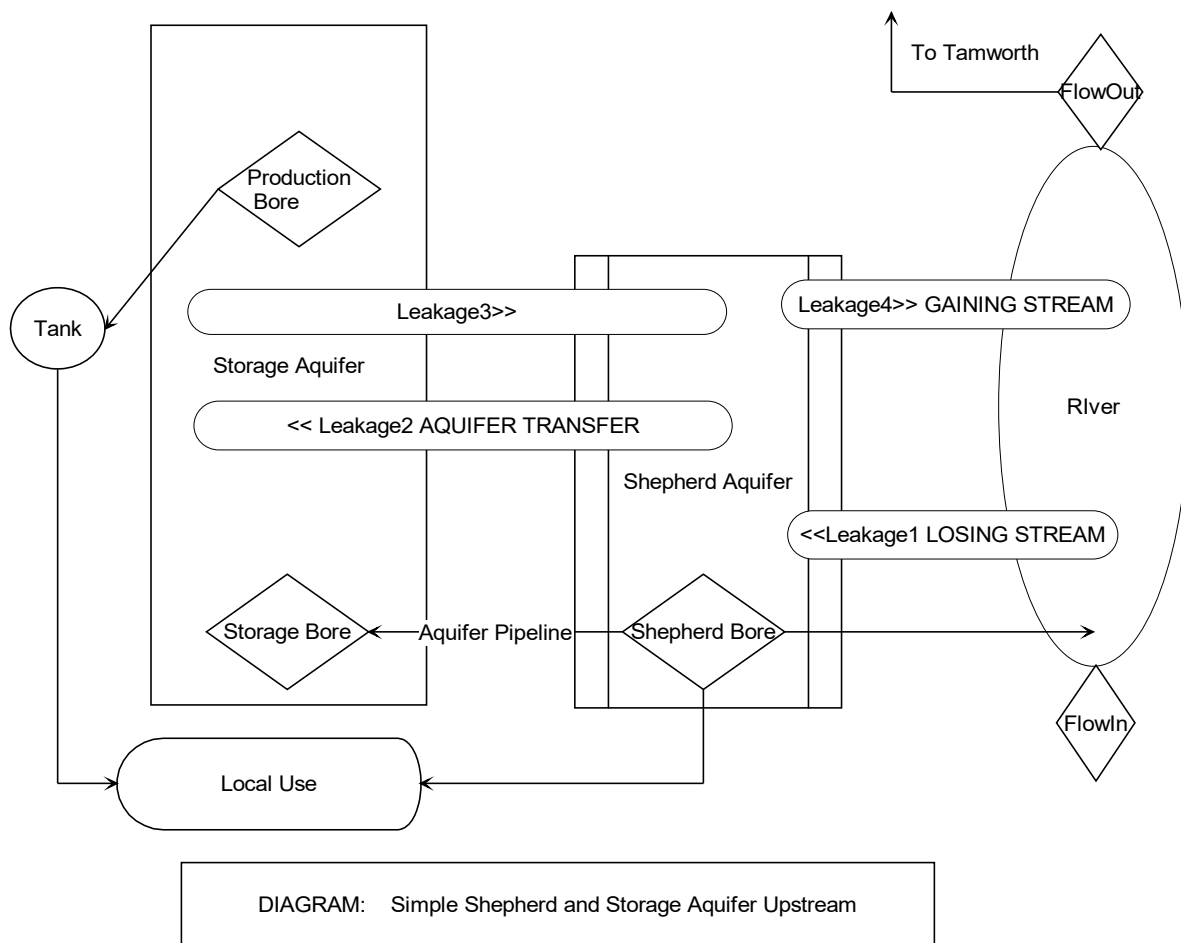 To Tamworth
FlowOut
Production
Bore
Leakage3>>
Leakage4>> GAINING STREAM
Tank
Storage Aquifer
RIver
<< Leakage2 AQUIFER TRANSFER
Shepherd Aquifer
<<Leakage1 LOSING STREAM
Storage Bore
Aquifer Pipeline
Shepherd Bore
FlowIn
Local Use
DIAGRAM: Simple Shepherd and Storage Aquifer Upstream